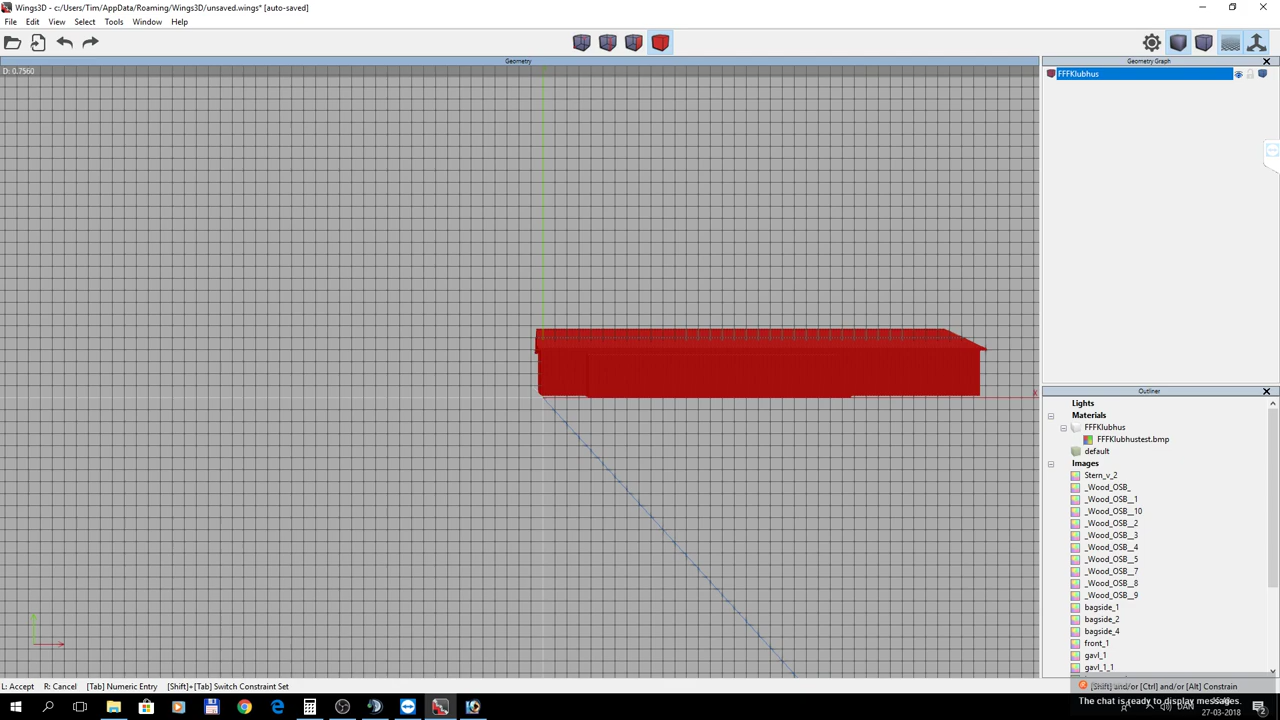 Wings3D - c:/Users/Tim/AppData/Roaming/Wings3D/unsaved.wings* [auto-saved]
File Edit View Select Tools Window Help
Geometry
D: 0.7560
X
Geometry Graph
FFFKlubhus
Outliner
Lights
Materials
FFFKlubhus
FFFKlubhustest.bmp
default
Images
Stern_v_2
_Wood_OSB_
_Wood_OSB__1
_Wood_OSB__10
_Wood_OSB__2
_Wood_OSB__3
_Wood_OSB__4
_Wood_OSB__5
_Wood_OSB__7
_Wood_OSB__8
_Wood_OSB__9
bagside_1
bagside_2
bagside_4
front_1
gavl_1
gavl_1_1
L: Accept R: Cancel [Tab] Numeric Entry [Shift]+[Tab] Switch Constraint Set
[Shift] and/or [Ctrl] and/or [Alt] Constrain
The chat is ready to display messages.
DAN
27-03-2018
2